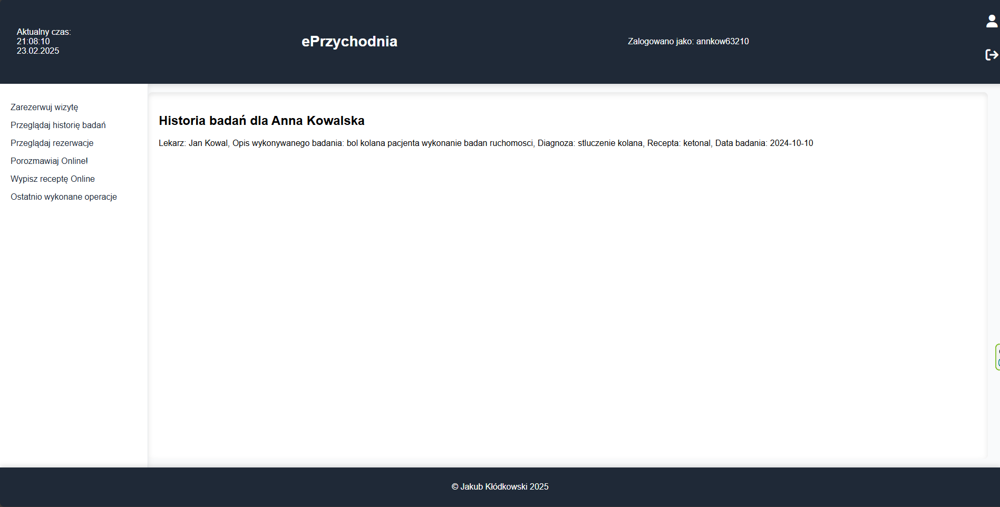 Aktualny czas:
21:08:10
23.02.2025
ePrzychodnia
Zalogowano jako: annkow63210
Zarezerwuj wizytę
Przeglądaj historię badań
Przeglądaj rezerwacje
Porozmawiaj Online!
Wypisz receptę Online
Ostatnio wykonane operacje
Historia badań dla Anna Kowalska
Lekarz: Jan Kowal, Opis wykonywanego badania: bol kolana pacjenta wykonanie badan ruchomosci, Diagnoza: stluczenie kolana, Recepta: ketonal, Data badania: 2024-10-10
© Jakub Kłódkowski 2025